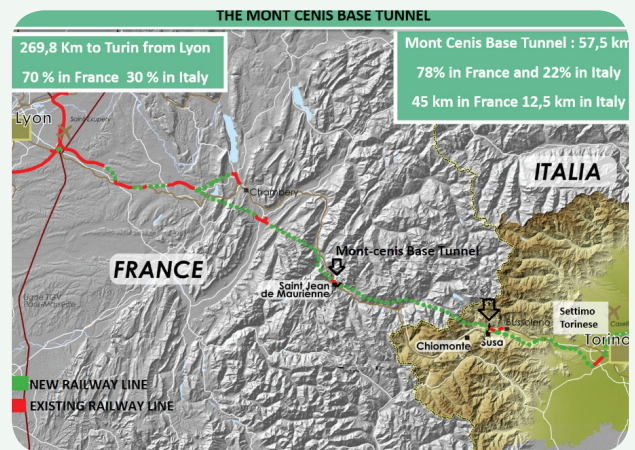 THE MONT CENIS BASE TUNNEL
269,8 Km to Turin from Lyon
70 % in France 30 % in Italy
Mont Cenis Base Tunnel : 57,5 km
78% in France and 22% in Italy
45 km in France 12,5 km in Italy
Lyon
Saint Exupéry
ITALIA
Chambery
Mont-cenis Base Tunnel
FRANCE
Saint Jean
de Maurienne
Settimo
Torinese
Bussoleno
Susa
Chiomonte
Torino
NEW RAILWAY LINE
EXISTING RAILWAY LINE